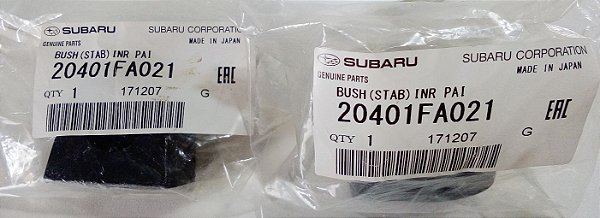 SUBARU SUBARU CORPORATION
GENUINE PARTS MADE IN JAPAN
BUSH(STAB)INR PAI
20401FA021 EAC
QTY 1 171207 G
SUBARU SUBARU CORPORATION
GENUINE PARTS MADE IN JAPAN
BUSH(STAB)INR PAI
20401FA021 EAC
QTY 1 171207 G